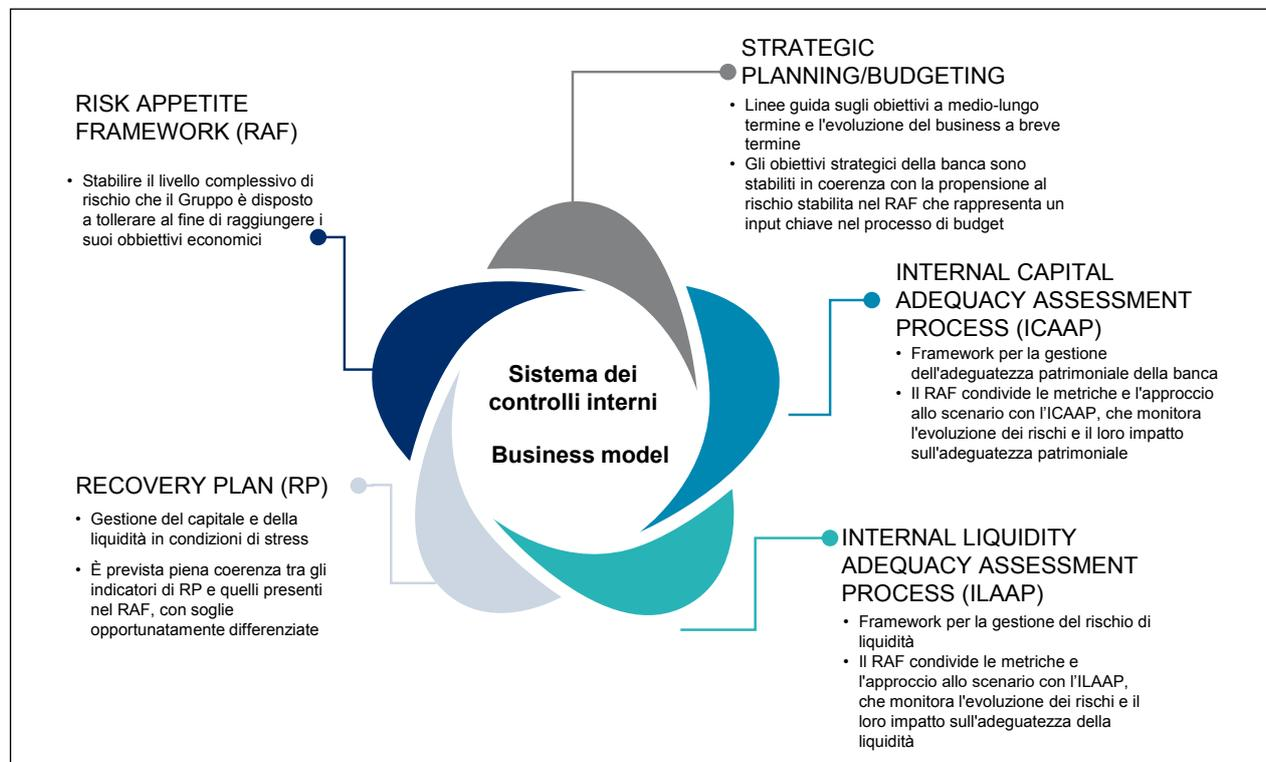 STRATEGIC
PLANNING/BUDGETING
• Linee guida sugli obiettivi a medio-lungo
termine e l'evoluzione del business a breve
termine
• Gli obiettivi strategici della banca sono
stabiliti in coerenza con la propensione al
rischio stabilita nel RAF che rappresenta un
input chiave nel processo di budget
RISK APPETITE
FRAMEWORK (RAF)
• Stabilire il livello complessivo di
rischio che il Gruppo è disposto
a tollerare al fine di raggiungere i
suoi obbiettivi economici
INTERNAL CAPITAL
ADEQUACY ASSESSMENT
PROCESS (ICAAP)
• Framework per la gestione
dell'adeguatezza patrimoniale della banca
• Il RAF condivide le metriche e l'approccio
allo scenario con l'ICAAP, che monitora
l'evoluzione dei rischi e il loro impatto
sull'adeguatezza patrimoniale
Sistema dei
controlli interni
Business model
RECOVERY PLAN (RP)
• Gestione del capitale e della
liquidità in condizioni di stress
• È prevista piena coerenza tra gli
indicatori di RP e quelli presenti
nel RAF, con soglie
opportunatamente differenziate
INTERNAL LIQUIDITY
ADEQUACY ASSESSMENT
PROCESS (ILAAP)
• Framework per la gestione del rischio di
liquidità
• Il RAF condivide le metriche e
l'approccio allo scenario con l'ILAAP,
che monitora l'evoluzione dei rischi e il
loro impatto sull'adeguatezza della
liquidità